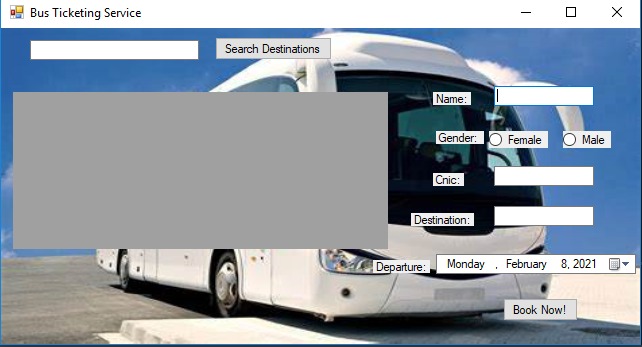 Bus Ticketing Service
Search Destinations
Name:
Gender: Female Male
Cnic:
Destination:
Departure: Monday , February 8, 2021
Book Now!